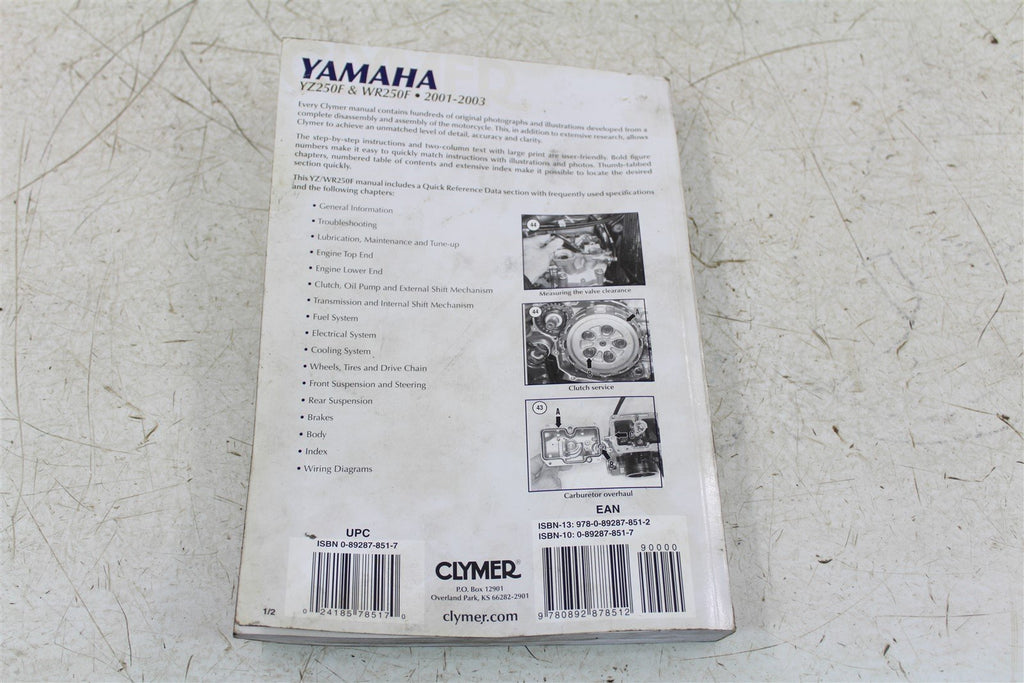 YAMAHA
YZ250F & WR250F • 2001-2003
Every Clymer manual contains hundreds of original photographs and illustrations developed from a
complete disassembly and assembly of the motorcycle. This, in addition to extensive research, allows
Clymer to achieve an unmatched level of detail, accuracy and clarity.
The step-by-step instructions and two-column text with large print are user-friendly. Bold figure
numbers make it easy to quickly match instructions with illustrations and photos. Thumb-tabbed
chapters, numbered table of contents and extensive index make it possible to locate the desired
section quickly.
This YZ/WR250F manual includes a Quick Reference Data section with frequently used specifications
and the following chapters:
• General Information
• Troubleshooting
• Lubrication, Maintenance and Tune-up
• Engine Top End
• Engine Lower End
• Clutch, Oil Pump and External Shift Mechanism
• Transmission and Internal Shift Mechanism
• Fuel System
• Electrical System
• Cooling System
• Wheels, Tires and Drive Chain
• Front Suspension and Steering
• Rear Suspension
• Brakes
• Body
• Index
• Wiring Diagrams
44
Measuring the valve clearance
44
A
B
Clutch service
43
A
B
Carburetor overhaul
UPC
ISBN 0-89287-851-7
0 24185 78517 0
1/2
CLYMER®
P.O. Box 12901
Overland Park, KS 66282-2901
clymer.com
EAN
ISBN-13: 978-0-89287-851-2
ISBN-10: 0-89287-851-7
90000
9 780892 878512